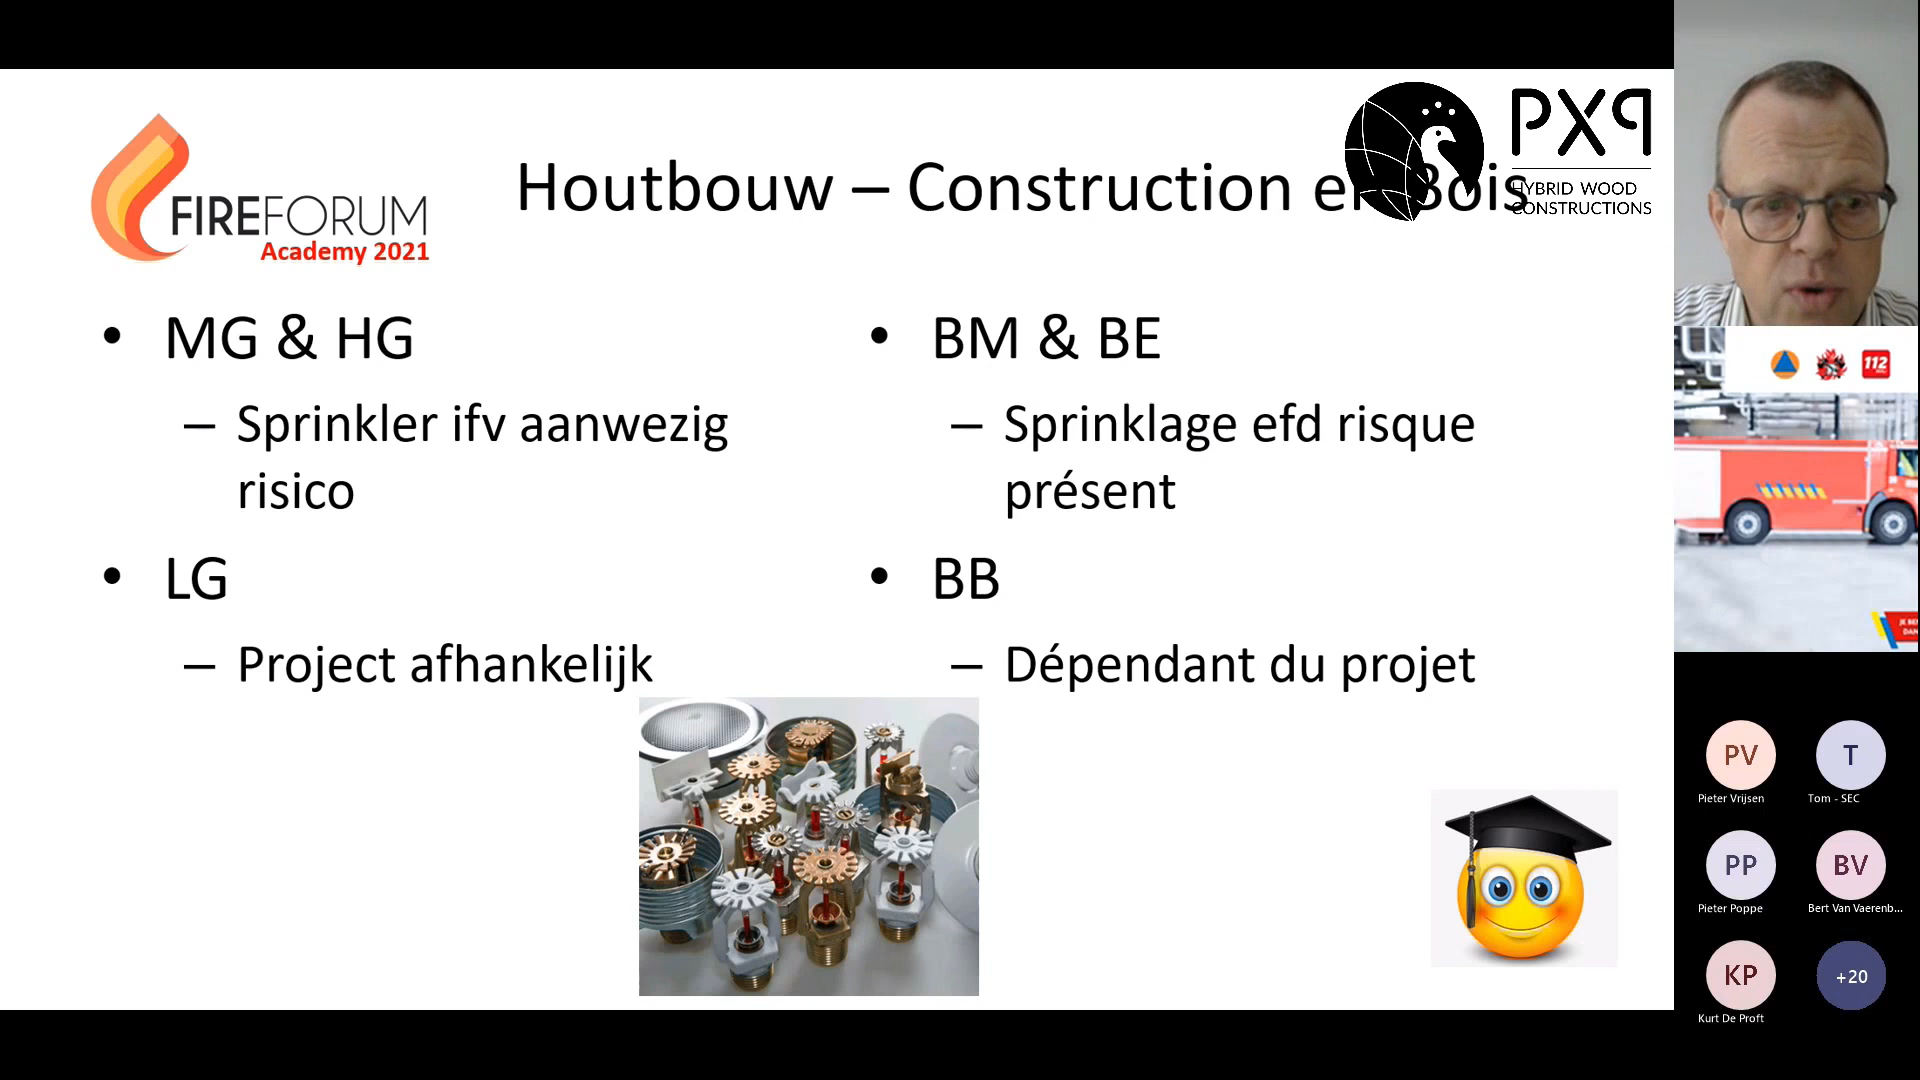 FIREFORUM
Academy 2021
Houtbouw – Construction en Bois
PXP
HYBRID WOOD
CONSTRUCTIONS
• MG & HG
– Sprinkler ifv aanwezig
risico
• LG
– Project afhankelijk
• BM & BE
– Sprinklage efd risque
présent
• BB
– Dépendant du projet
112
PV
Pieter Vrijsen
T
Tom - SEC
PP
Pieter Poppe
BV
Bert Van Vaerenb...
KP
Kurt De Proft
+20